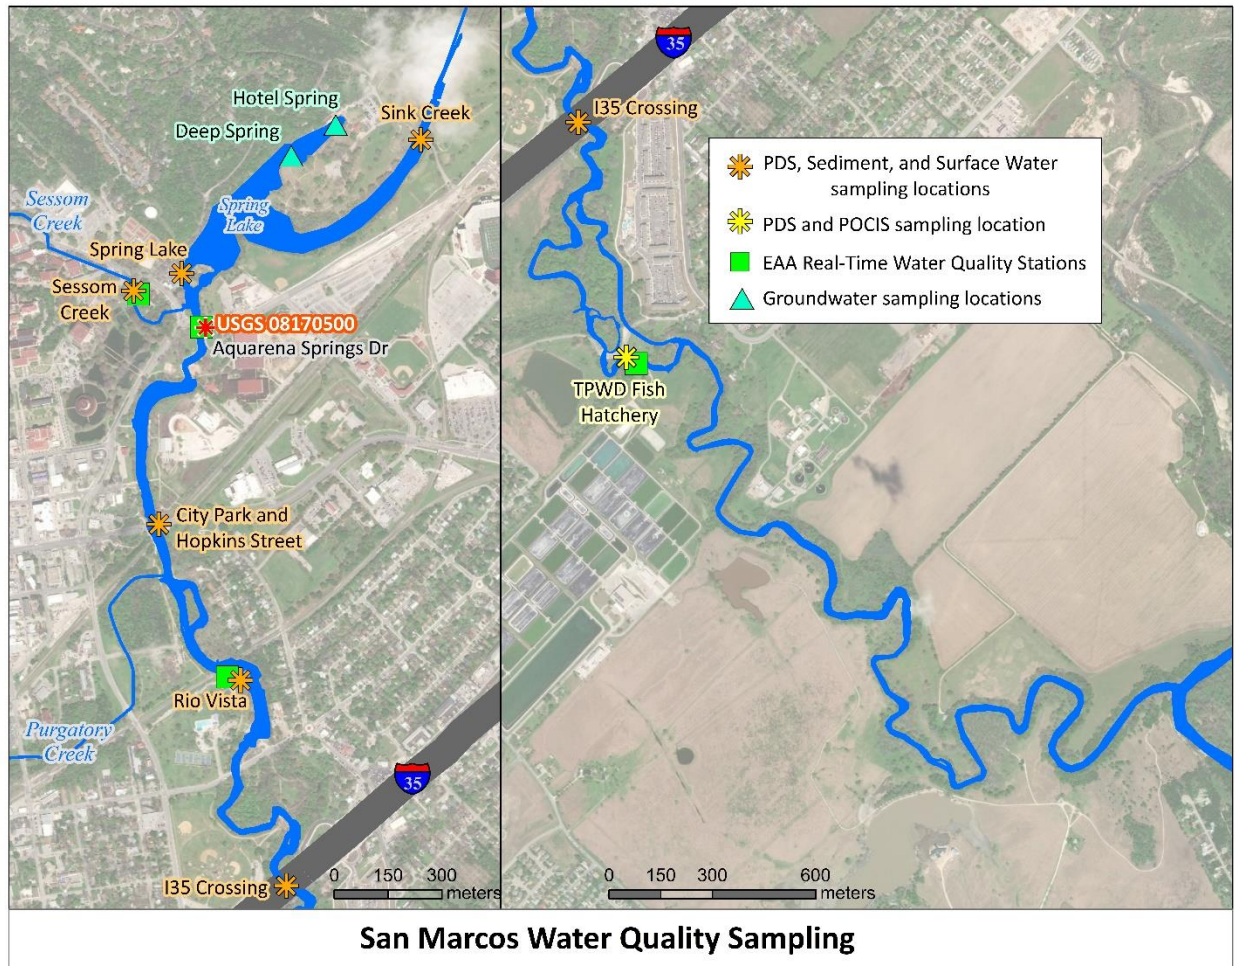 Hotel Spring
Deep Spring
Sink Creek
Sessom
Creek
Spring
Lake
Spring Lake
Sessom
Creek
USGS 08170500
Aquarena Springs Dr
City Park and
Hopkins Street
Rio Vista
Purgatory
Creek
35
I35 Crossing
0 150 300
meters
35
I35 Crossing
PDS, Sediment, and Surface Water
sampling locations
PDS and POCIS sampling location
EAA Real-Time Water Quality Stations
Groundwater sampling locations
TPWD Fish
Hatchery
0 150 300 600
meters
San Marcos Water Quality Sampling